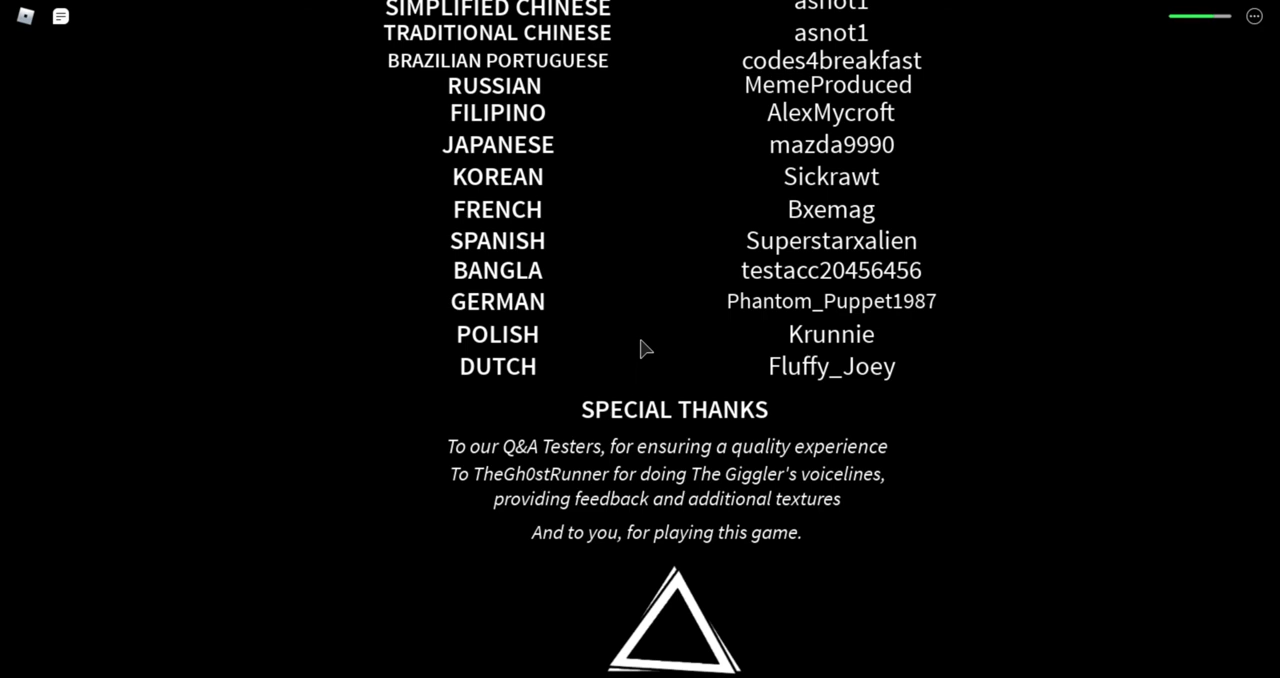 SIMPLIFIED CHINESE asnot1
TRADITIONAL CHINESE asnot1
BRAZILIAN PORTUGUESE codes4breakfast
RUSSIAN MemeProduced
FILIPINO AlexMycroft
JAPANESE mazda9990
KOREAN Sickrawt
FRENCH Bxemag
SPANISH Superstarxalien
BANGLA testacc20456456
GERMAN Phantom_Puppet1987
POLISH Krunnie
DUTCH Fluffy_Joey
SPECIAL THANKS
To our Q&A Testers, for ensuring a quality experience
To TheGh0stRunner for doing The Giggler's voicelines,
providing feedback and additional textures
And to you, for playing this game.